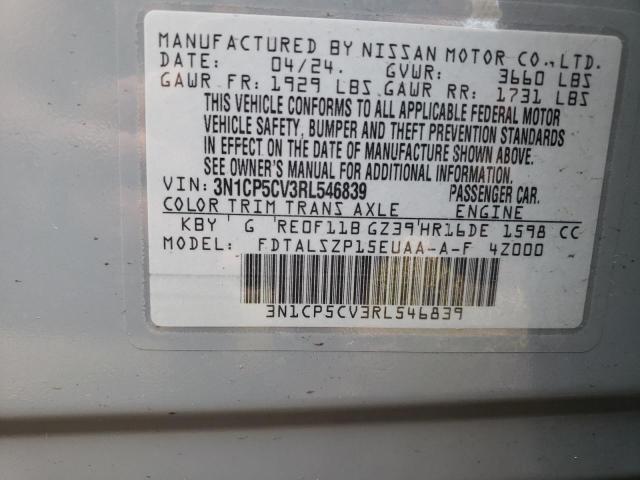 MANUFACTURED BY NISSAN MOTOR CO.,LTD.
DATE: 04/24. GVWR: 3660 LBS
GAWR FR: 1929 LBS GAWR RR: 1731 LBS
THIS VEHICLE CONFORMS TO ALL APPLICABLE FEDERAL MOTOR
VEHICLE SAFETY, BUMPER AND THEFT PREVENTION STANDARDS
IN EFFECT ON THE DATE OF MANUFACTURE SHOWN ABOVE.
SEE OWNER'S MANUAL FOR ADDITIONAL INFORMATION.
VIN: 3N1CP5CV3RL546839 PASSENGER CAR.
COLOR TRIM TRANS AXLE ENGINE
KBY G RE0F11B GZ39 HR16DE 1598 CC
MODEL: FDTALSZP15EUAA-A-F 4Z000
3N1CP5CV3RL546839